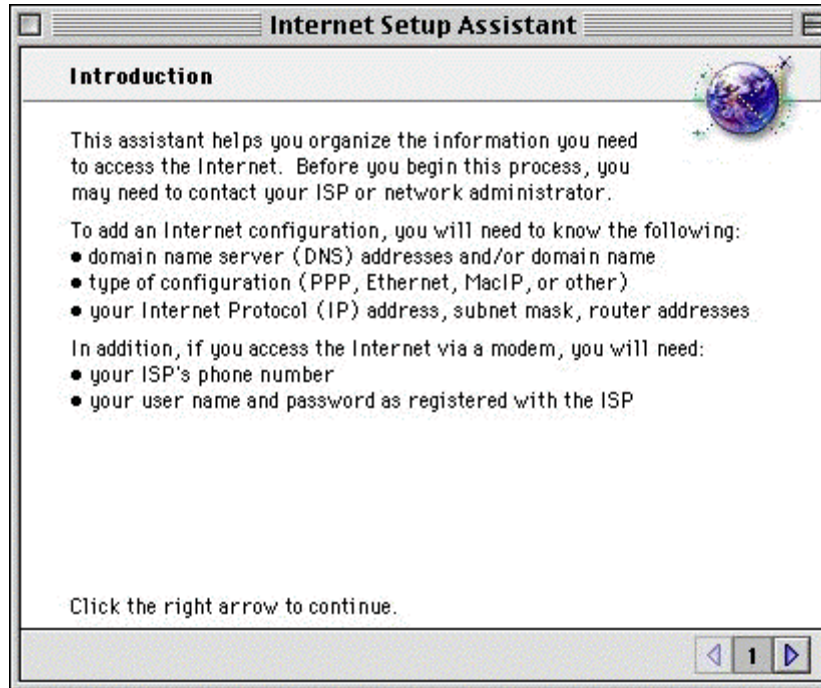 Internet Setup Assistant
Introduction
This assistant helps you organize the information you need
to access the Internet. Before you begin this process, you
may need to contact your ISP or network administrator.
To add an Internet configuration, you will need to know the following:
• domain name server (DNS) addresses and/or domain name
• type of configuration (PPP, Ethernet, MacIP, or other)
• your Internet Protocol (IP) address, subnet mask, router addresses
In addition, if you access the Internet via a modem, you will need:
• your ISP's phone number
• your user name and password as registered with the ISP
Click the right arrow to continue.
1